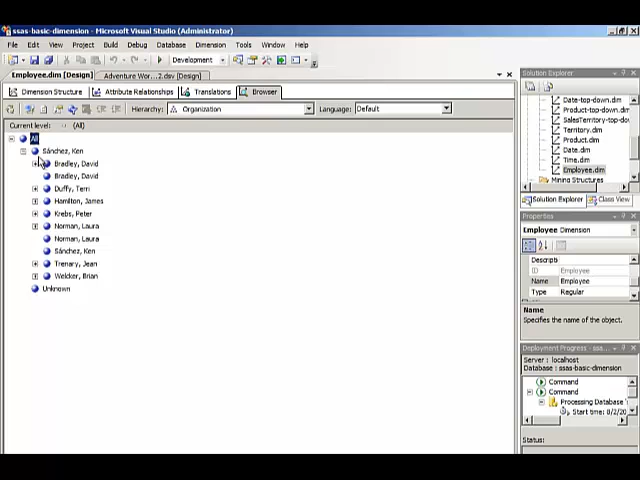 ssas-basic-dimension - Microsoft Visual Studio (Administrator)
File Edit View Project Build Debug Database Dimension Tools Window Help
Development
Employee.dim [Design] Adventure Wor...2.dsv [Design]
Dimension Structure Attribute Relationships Translations Browser
Hierarchy: Organization Language: Default
Current level: (All)
All
Sánchez, Ken
Bradley, David
Bradley, David
Duffy, Terri
Hamilton, James
Krebs, Peter
Norman, Laura
Norman, Laura
Sánchez, Ken
Trenary, Jean
Welcker, Brian
Unknown
Solution Explorer
Date-top-down.dim
Product-top-down.dim
SalesTerritory-top-do
Territory.dim
Product.dim
Date.dim
Time.dim
Employee.dim
Mining Structures
Solution Explorer Class View
Properties
Employee Dimension
Descripti
ID Employee
Name Employee
Type Regular
Name
Specifies the name of the object.
Deployment Progress - ssa...
Server : localhost
Database : ssas-basic-dimension
Command
Command
Processing Database '
Start time: 8/2/20
Status: